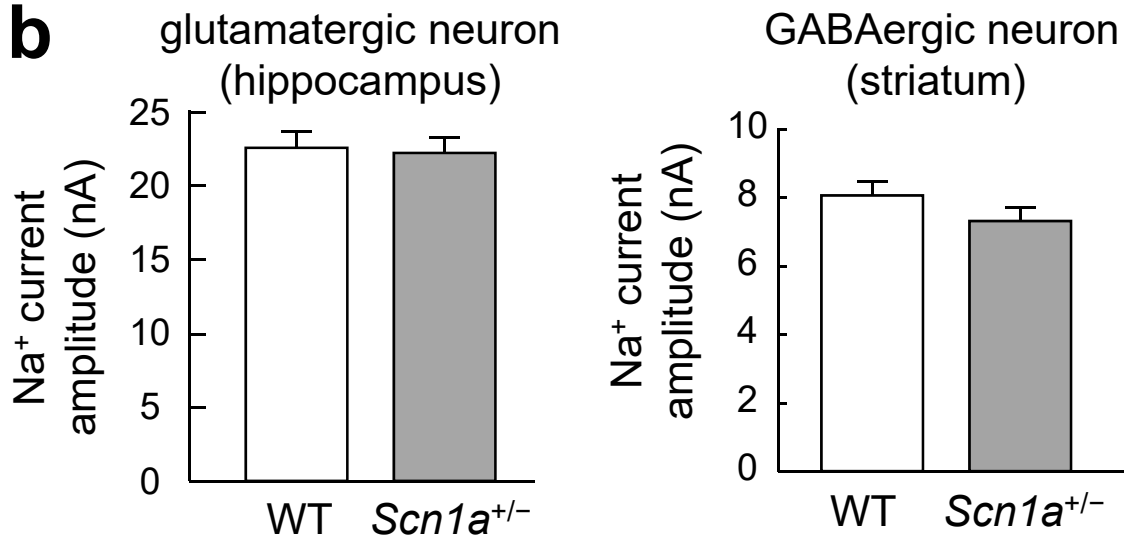 b
glutamatergic neuron
(hippocampus)
Na⁺ current
amplitude (nA)
25
20
15
10
5
0
WT
Scn1a⁺/⁻
GABAergic neuron
(striatum)
Na⁺ current
amplitude (nA)
10
8
6
4
2
0
WT
Scn1a⁺/⁻